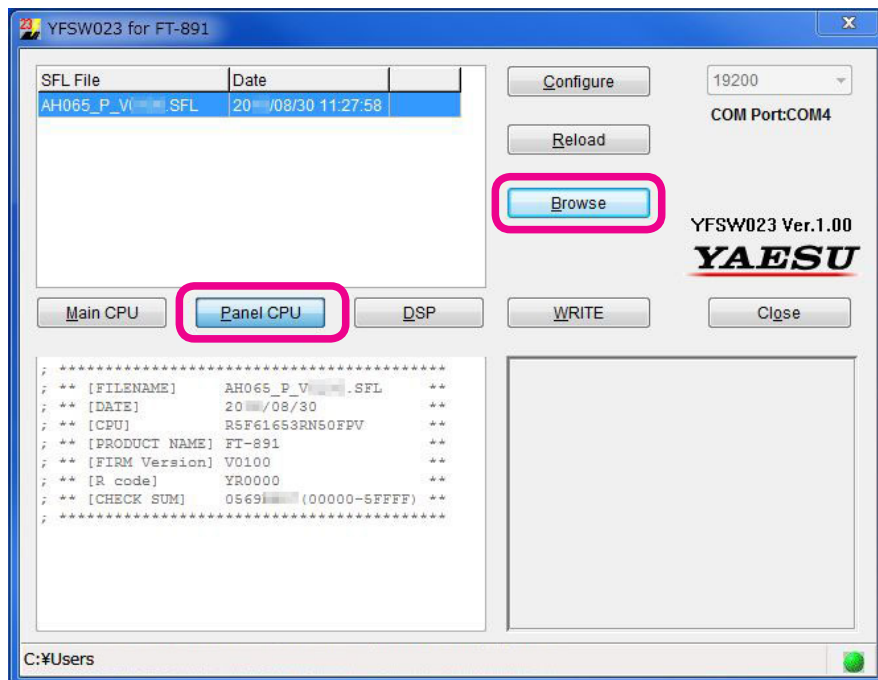 YFSW023 for FT-891
SFL File Date
AH065_P_V .SFL 20 /08/30 11:27:58
Configure
19200
COM Port:COM4
Reload
Browse
YFSW023 Ver.1.00
YAESU
Main CPU Panel CPU DSP WRITE Close
; ******************************************
; ** [FILENAME] AH065_P_V .SFL **
; ** [DATE] 20 /08/30 **
; ** [CPU] R5F61653RN50FPV **
; ** [PRODUCT NAME] FT-891 **
; ** [FIRM Version] V0100 **
; ** [R code] YR0000 **
; ** [CHECK SUM] 0569 (00000-5FFFF) **
; ******************************************
C:¥Users